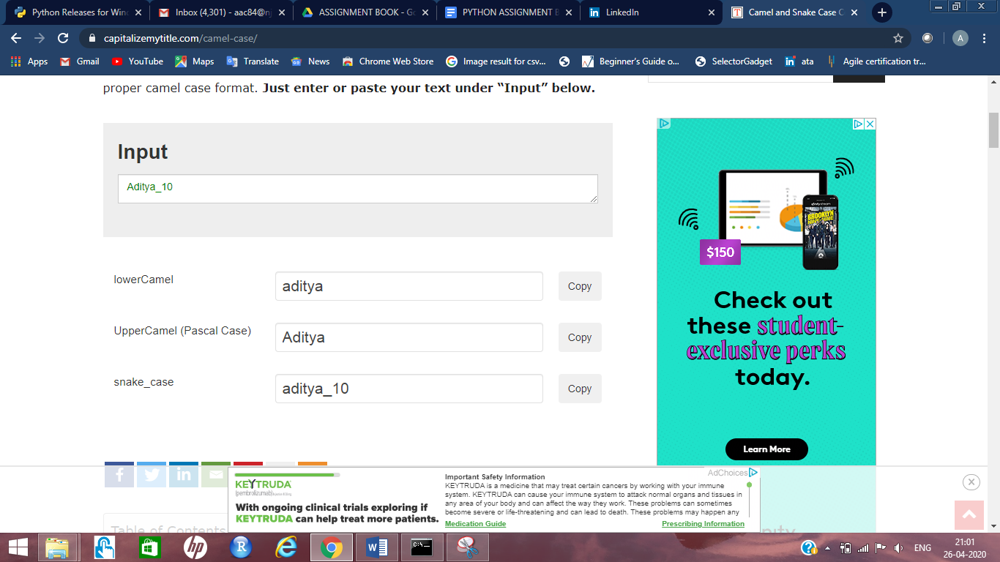 Python Releases for Win
Inbox (4,301) - aac84@nj
ASSIGNMENT BOOK - Go
PYTHON ASSIGNMENT B
LinkedIn
Camel and Snake Case C
capitalizemytitle.com/camel-case/
A
Apps
Gmail
YouTube
Maps
Translate
News
Chrome Web Store
Image result for csv...
Beginner's Guide o...
SelectorGadget
ata
Agile certification tr...
proper camel case format. Just enter or paste your text under “Input” below.
Input
Aditya_10
lowerCamel
aditya
Copy
UpperCamel (Pascal Case)
Aditya
Copy
snake_case
aditya_10
Copy
BROOKLYN
$150
Check out
these student-
exclusive perks
today.
Learn More
AdChoices
KEYTRUDA
(pembrolizumab)
With ongoing clinical trials exploring if
KEYTRUDA can help treat more patients.
Important Safety Information
KEYTRUDA is a medicine that may treat certain cancers by working with your immune
system. KEYTRUDA can cause your immune system to attack normal organs and tissues in
any area of your body and can affect the way they work. These problems can sometimes
become severe or life-threatening and can lead to death. These problems may happen any
Medication Guide
Prescribing Information
Table of Contents
ENG
21:01
26-04-2020